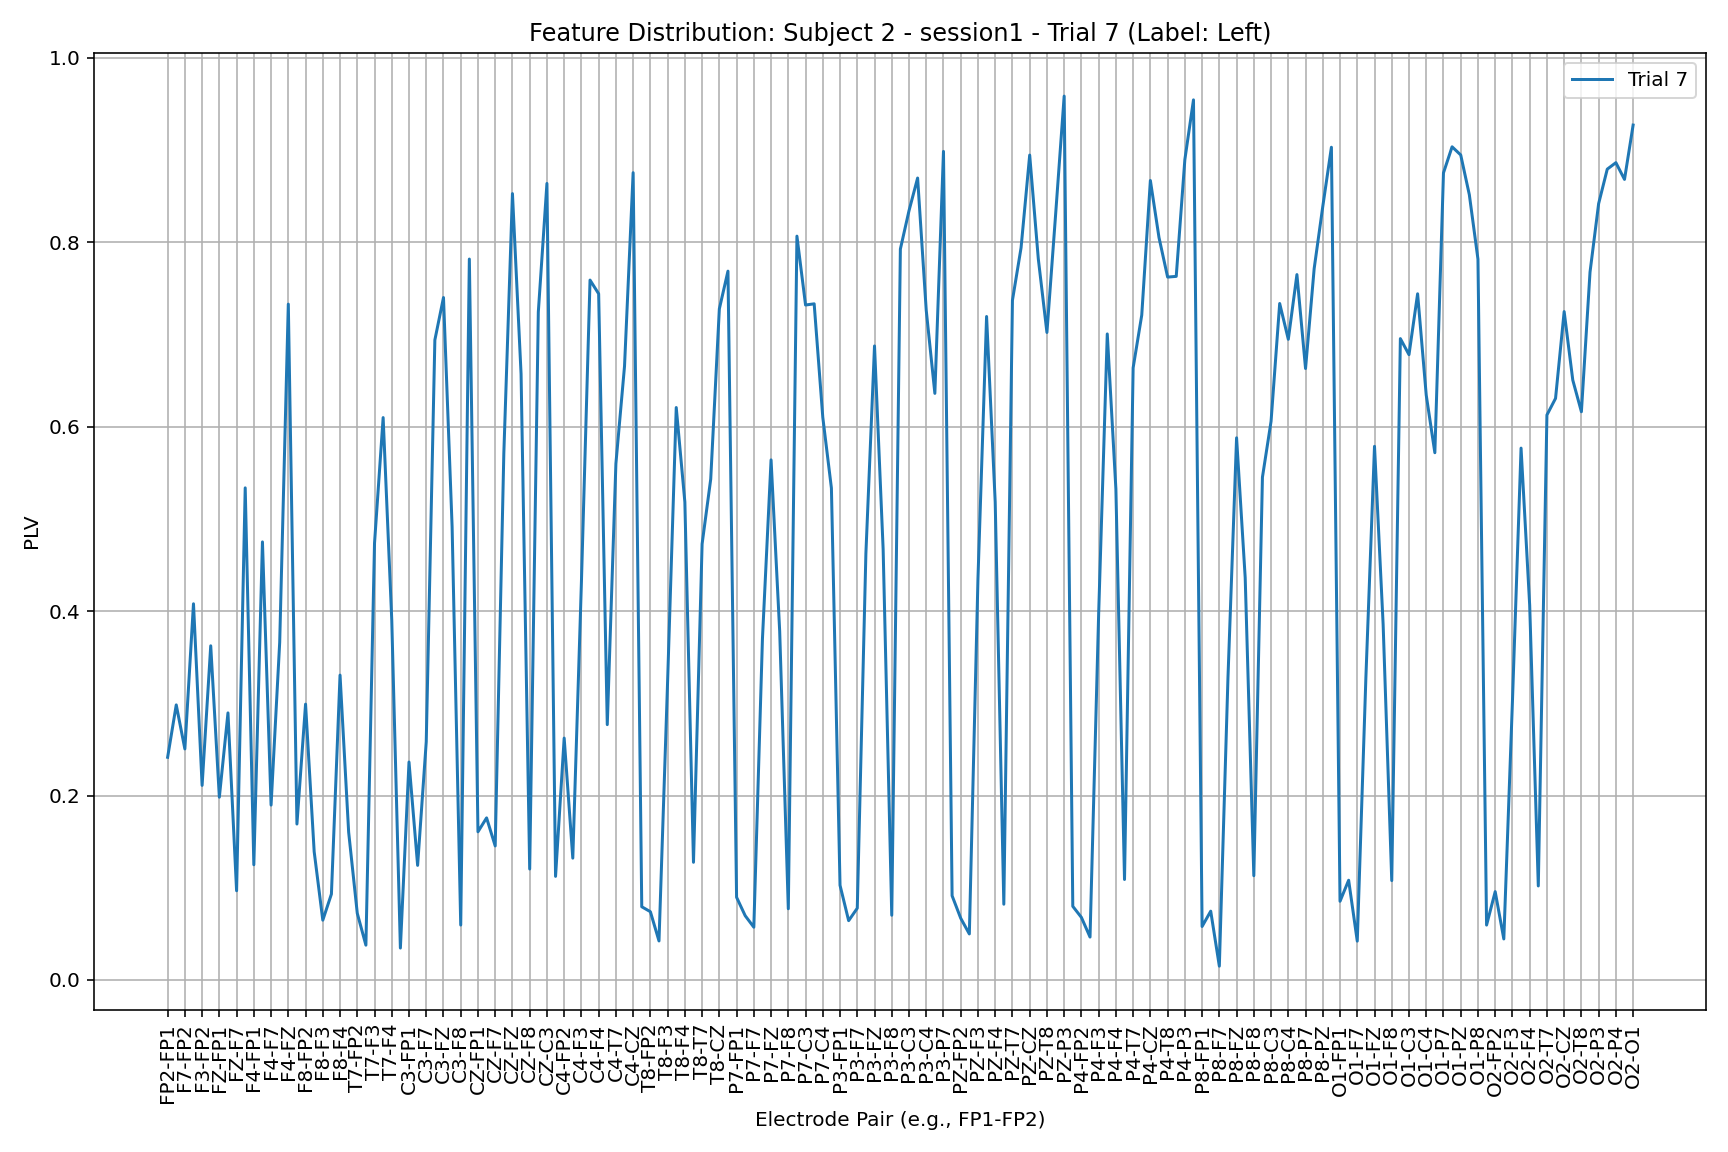 Feature Distribution: Subject 2 - session1 - Trial 7 (Label: Left)
Trial 7
PLV
1.0
0.8
0.6
0.4
0.2
0.0
FP2-FP1
F7-FP2
F3-FP2
FZ-FP1
FZ-F7
F4-FP1
F4-F7
F4-FZ
F8-FP2
F8-F3
F8-F4
T7-FP2
T7-F3
T7-F4
C3-FP1
C3-F7
C3-FZ
C3-F8
CZ-FP1
CZ-F7
CZ-FZ
CZ-F8
CZ-C3
C4-FP2
C4-F3
C4-F4
C4-T7
C4-CZ
T8-FP2
T8-F3
T8-F4
T8-T7
T8-CZ
P7-FP1
P7-F7
P7-FZ
P7-F8
P7-C3
P7-C4
P3-FP1
P3-F7
P3-FZ
P3-F8
P3-C3
P3-C4
P3-P7
PZ-FP2
PZ-F3
PZ-F4
PZ-T7
PZ-CZ
PZ-T8
PZ-P3
P4-FP2
P4-F3
P4-F4
P4-T7
P4-CZ
P4-T8
P4-P3
P8-FP1
P8-F7
P8-FZ
P8-F8
P8-C3
P8-C4
P8-P7
P8-PZ
O1-FP1
O1-F7
O1-FZ
O1-F8
O1-C3
O1-C4
O1-P7
O1-PZ
O1-P8
O2-FP2
O2-F3
O2-F4
O2-T7
O2-CZ
O2-T8
O2-P3
O2-P4
O2-O1
Electrode Pair (e.g., FP1-FP2)